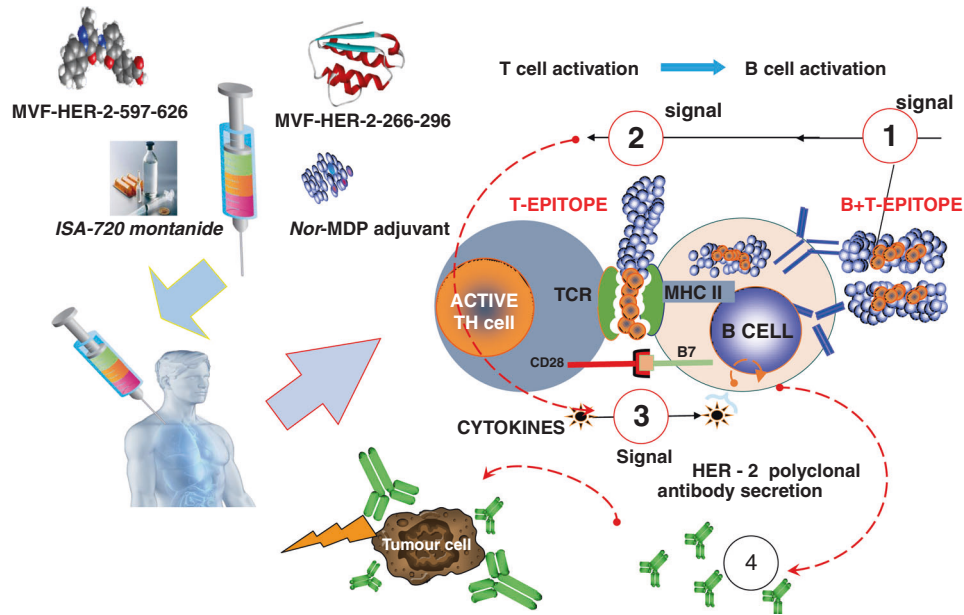 MVF-HER-2-597-626
MVF-HER-2-266-296
ISA-720 montanide
Nor-MDP adjuvant
T cell activation
B cell activation
signal
2
signal
1
T-EPITOPE
B+T-EPITOPE
TCR
MHC II
ACTIVE
TH cell
B CELL
CD28
B7
CYTOKINES
3
Signal
HER - 2 polyclonal
antibody secretion
Tumour cell
4